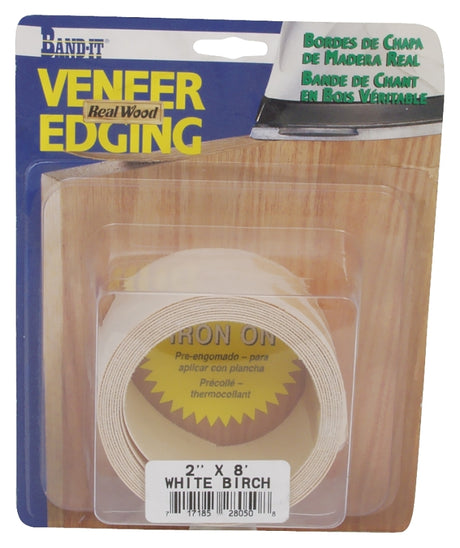 BAND-IT
VENEER
Real Wood
EDGING
BORDES DE CHAPA
DE MADERA REAL
BANDE DE CHANT
EN BOIS VÉRITABLE
IRON ON
Pre-engomado – para
aplicar con plancha
Précollé –
thermocollant
2" X 8'
WHITE BIRCH
7 17185 28050 8